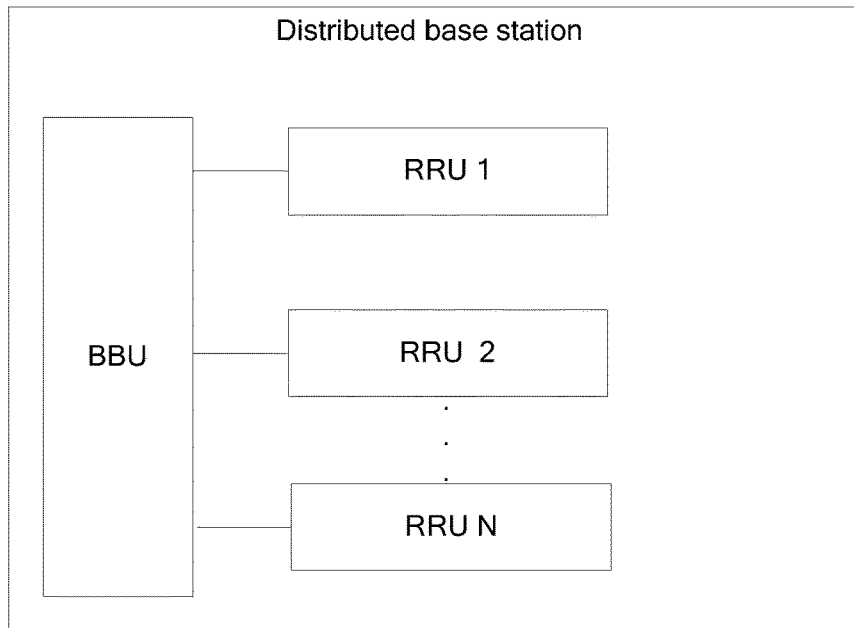 Distributed base station
RRU 1
BBU
RRU 2
.
.
.
RRU N